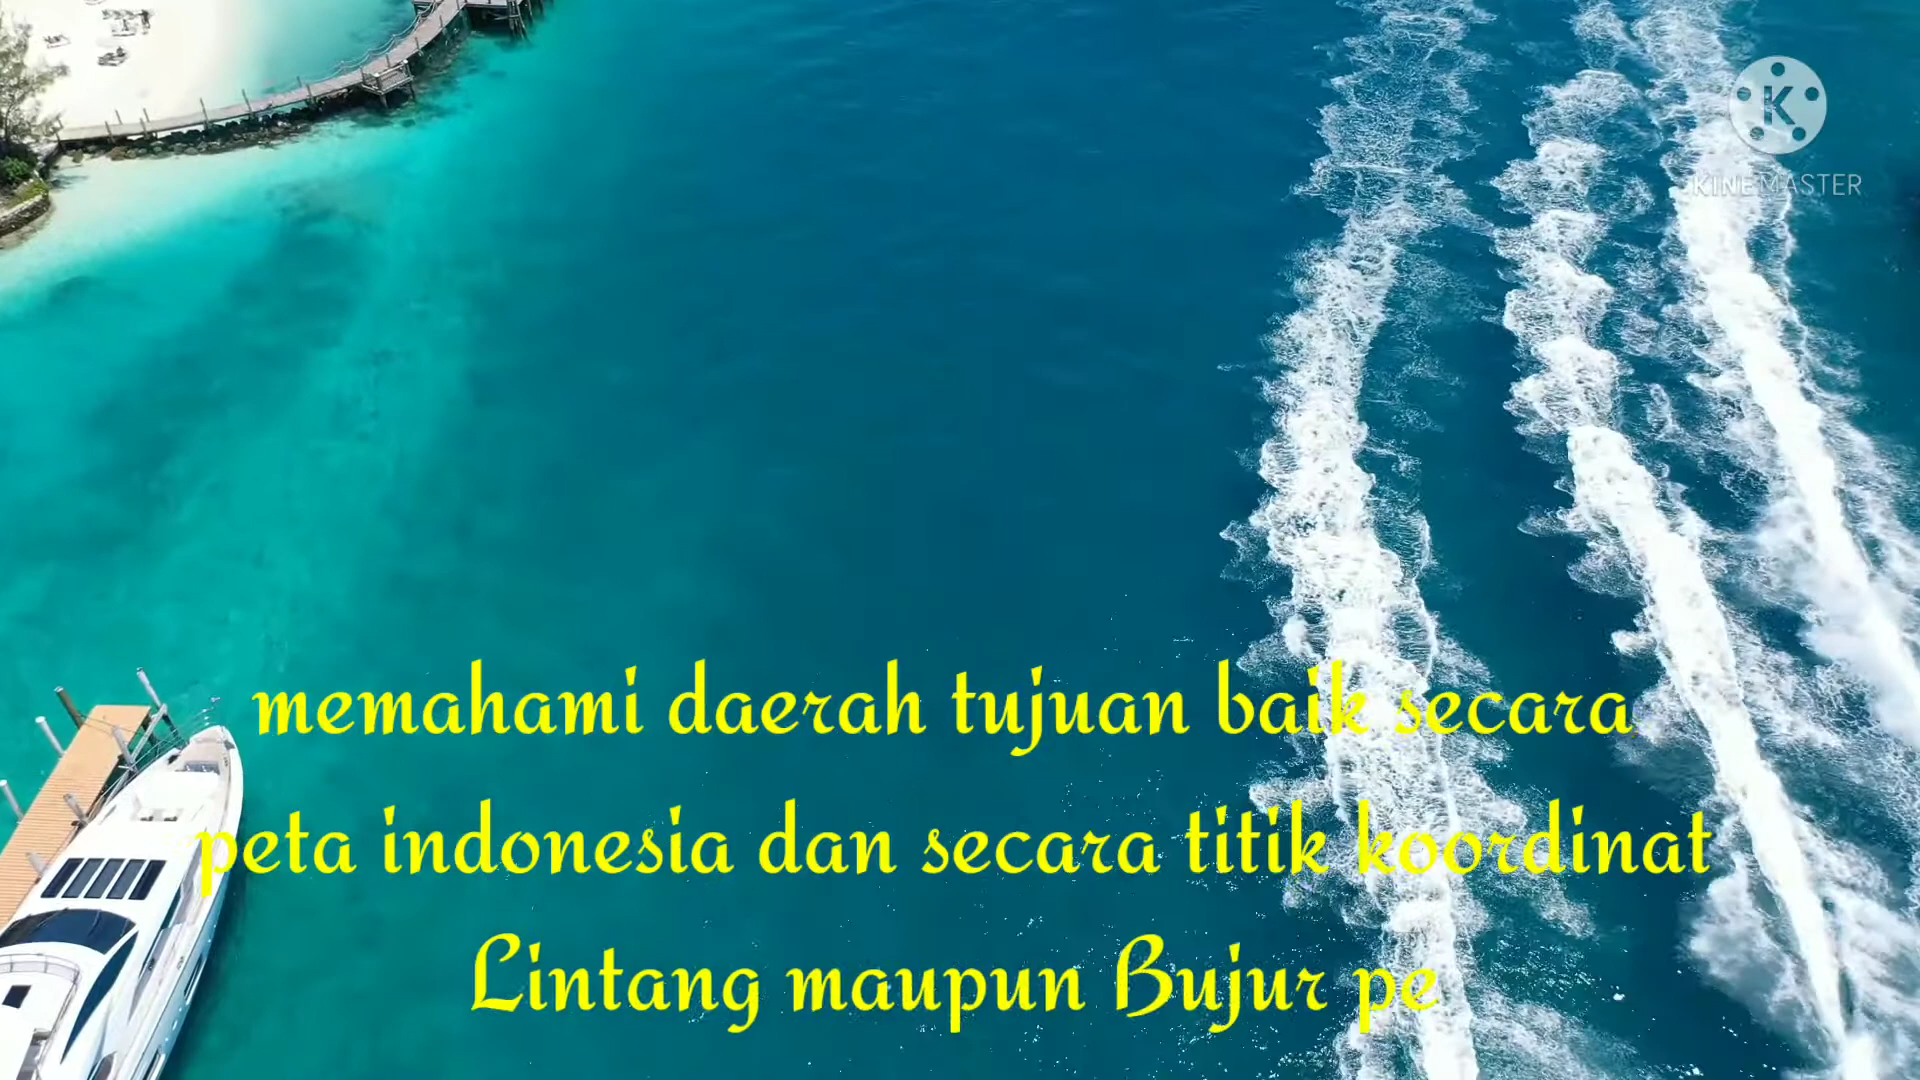 KINEMASTER
memahami daerah tujuan baik secara
peta indonesia dan secara titik koordinat
Lintang maupun Bujur pe